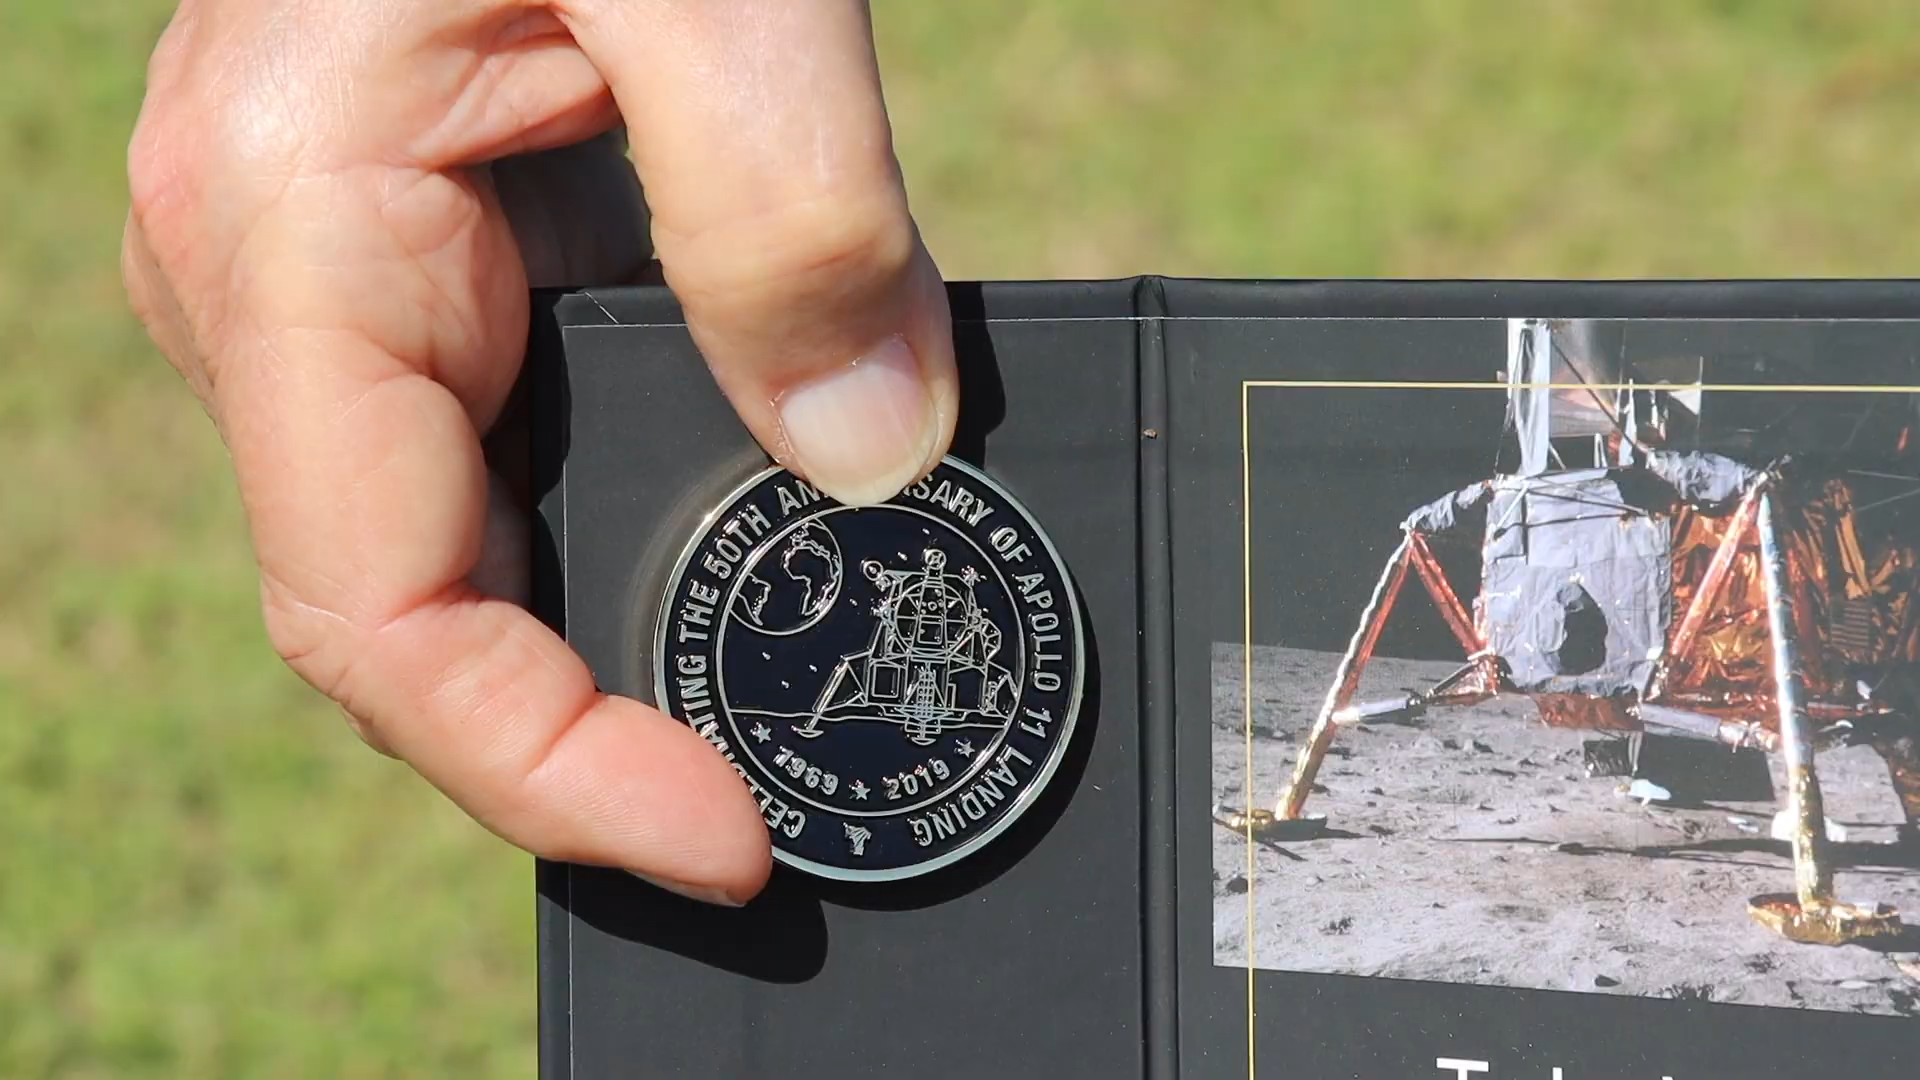 CELEBRATING THE 50TH ANNIVERSARY OF APOLLO 11 LANDING
1969 ★ 2019